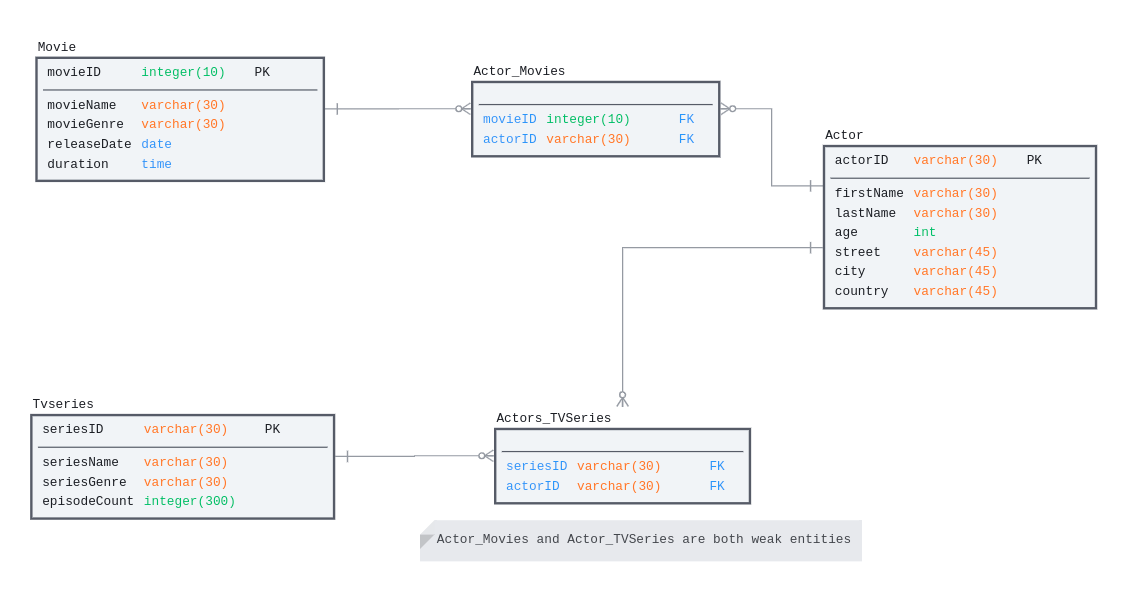 Movie
movieID integer(10) PK
movieName varchar(30)
movieGenre varchar(30)
releaseDate date
duration time
Actor_Movies
movieID integer(10) FK
actorID varchar(30) FK
Actor
actorID varchar(30) PK
firstName varchar(30)
lastName varchar(30)
age int
street varchar(45)
city varchar(45)
country varchar(45)
Tvseries
seriesID varchar(30) PK
seriesName varchar(30)
seriesGenre varchar(30)
episodeCount integer(300)
Actors_TVSeries
seriesID varchar(30) FK
actorID varchar(30) FK
Actor_Movies and Actor_TVSeries are both weak entities